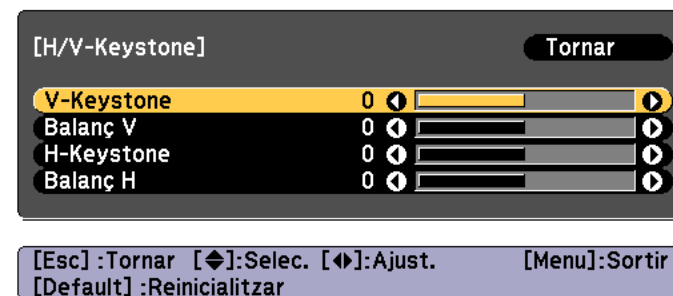 [H/V-Keystone] Tornar
V-Keystone 0
Balanç V 0
H-Keystone 0
Balanç H 0
[Esc] :Tornar [◆]:Selec. [◆]:Ajust. [Menu]:Sortir
[Default] :Reinicialitzar